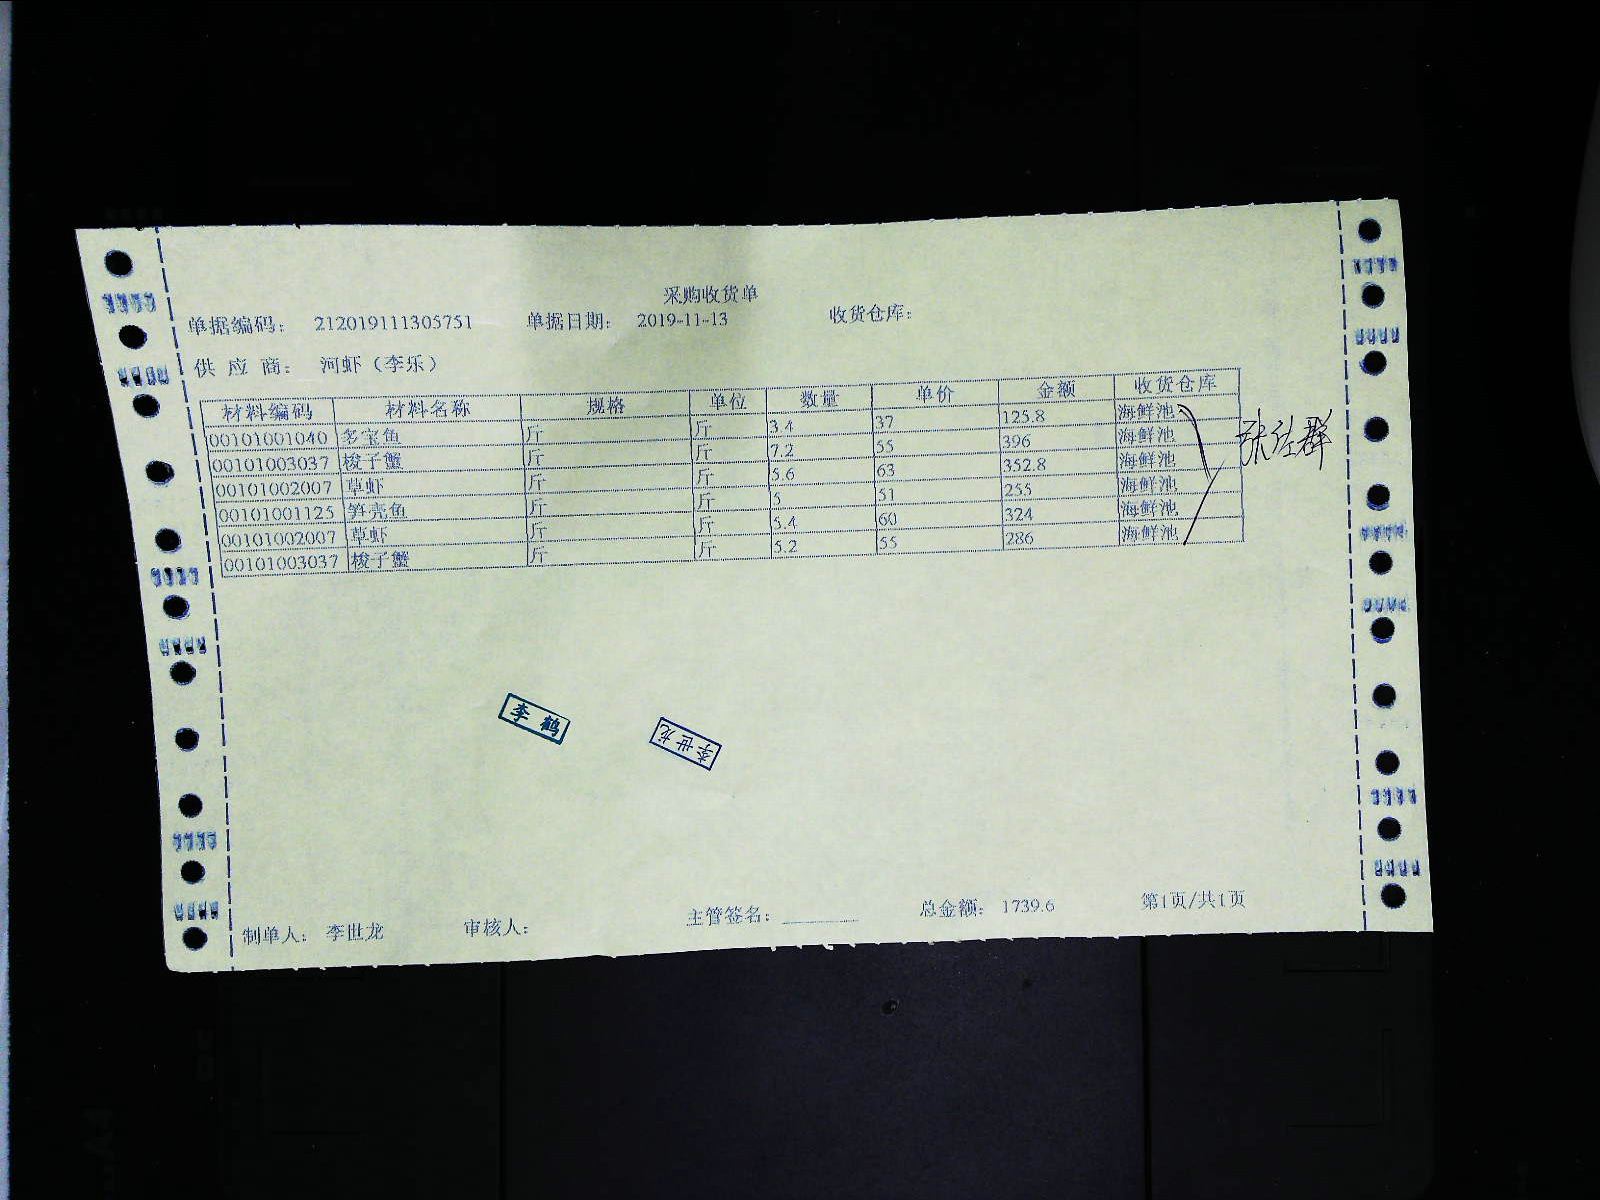 采购收货单
单据编码： 212019111305751 单据日期： 2019-11-13 收货仓库：
供 应 商： 河虾（李乐）
材料编码 材料名称 规格 单位 数量 单价 金额 收货仓库
00101001040 多宝鱼 斤 斤 3.4 37 125.8 海鲜池
00101003037 梭子蟹 斤 斤 7.2 55 396 海鲜池
00101002007 草虾 斤 斤 5.6 63 352.8 海鲜池
00101001125 笋壳鱼 斤 斤 5 51 255 海鲜池
00101002007 草虾 斤 斤 5.4 60 324 海鲜池
00101003037 梭子蟹 斤 斤 5.2 55 286 海鲜池
李鹤
李世龙
制单人： 李世龙 审核人： 主管签名： 总金额： 1739.6 第1页/共1页